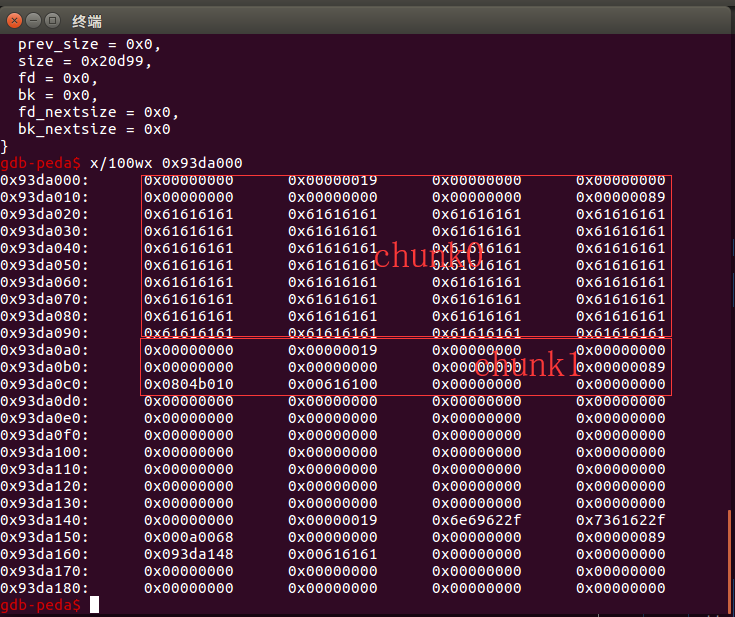 终端
prev_size = 0x0,
size = 0x20d99,
fd = 0x0,
bk = 0x0,
fd_nextsize = 0x0,
bk_nextsize = 0x0
}
gdb-peda$ x/100wx 0x93da000
0x93da000: 0x00000000 0x00000019 0x00000000 0x00000000
0x93da010: 0x00000000 0x00000000 0x00000000 0x00000089
0x93da020: 0x61616161 0x61616161 0x61616161 0x61616161
0x93da030: 0x61616161 0x61616161 0x61616161 0x61616161
0x93da040: 0x61616161 0x61616161 0x61616161 0x61616161
chunk0
0x93da050: 0x61616161 0x61616161 0x61616161 0x61616161
0x93da060: 0x61616161 0x61616161 0x61616161 0x61616161
0x93da070: 0x61616161 0x61616161 0x61616161 0x61616161
0x93da080: 0x61616161 0x61616161 0x61616161 0x61616161
0x93da090: 0x61616161 0x61616161 0x61616161 0x61616161
0x93da0a0: 0x00000000 0x00000019 0x00000000 0x00000000
chunk1
0x93da0b0: 0x00000000 0x00000000 0x00000000 0x00000089
0x93da0c0: 0x0804b010 0x00616100 0x00000000 0x00000000
0x93da0d0: 0x00000000 0x00000000 0x00000000 0x00000000
0x93da0e0: 0x00000000 0x00000000 0x00000000 0x00000000
0x93da0f0: 0x00000000 0x00000000 0x00000000 0x00000000
0x93da100: 0x00000000 0x00000000 0x00000000 0x00000000
0x93da110: 0x00000000 0x00000000 0x00000000 0x00000000
0x93da120: 0x00000000 0x00000000 0x00000000 0x00000000
0x93da130: 0x00000000 0x00000000 0x00000000 0x00000000
0x93da140: 0x00000000 0x00000019 0x6e69622f 0x7361622f
0x93da150: 0x000a0068 0x00000000 0x00000000 0x00000089
0x93da160: 0x093da148 0x00616161 0x00000000 0x00000000
0x93da170: 0x00000000 0x00000000 0x00000000 0x00000000
0x93da180: 0x00000000 0x00000000 0x00000000 0x00000000
gdb-peda$